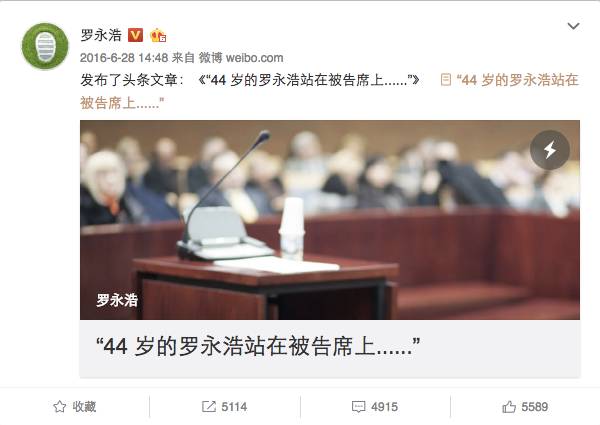 罗永浩
2016-6-28 14:48 来自 微博 weibo.com
发布了头条文章：《“44 岁的罗永浩站在被告席上......”》 “44 岁的罗永浩站在
被告席上......”
罗永浩
“44 岁的罗永浩站在被告席上......”
收藏 5114 4915 5589